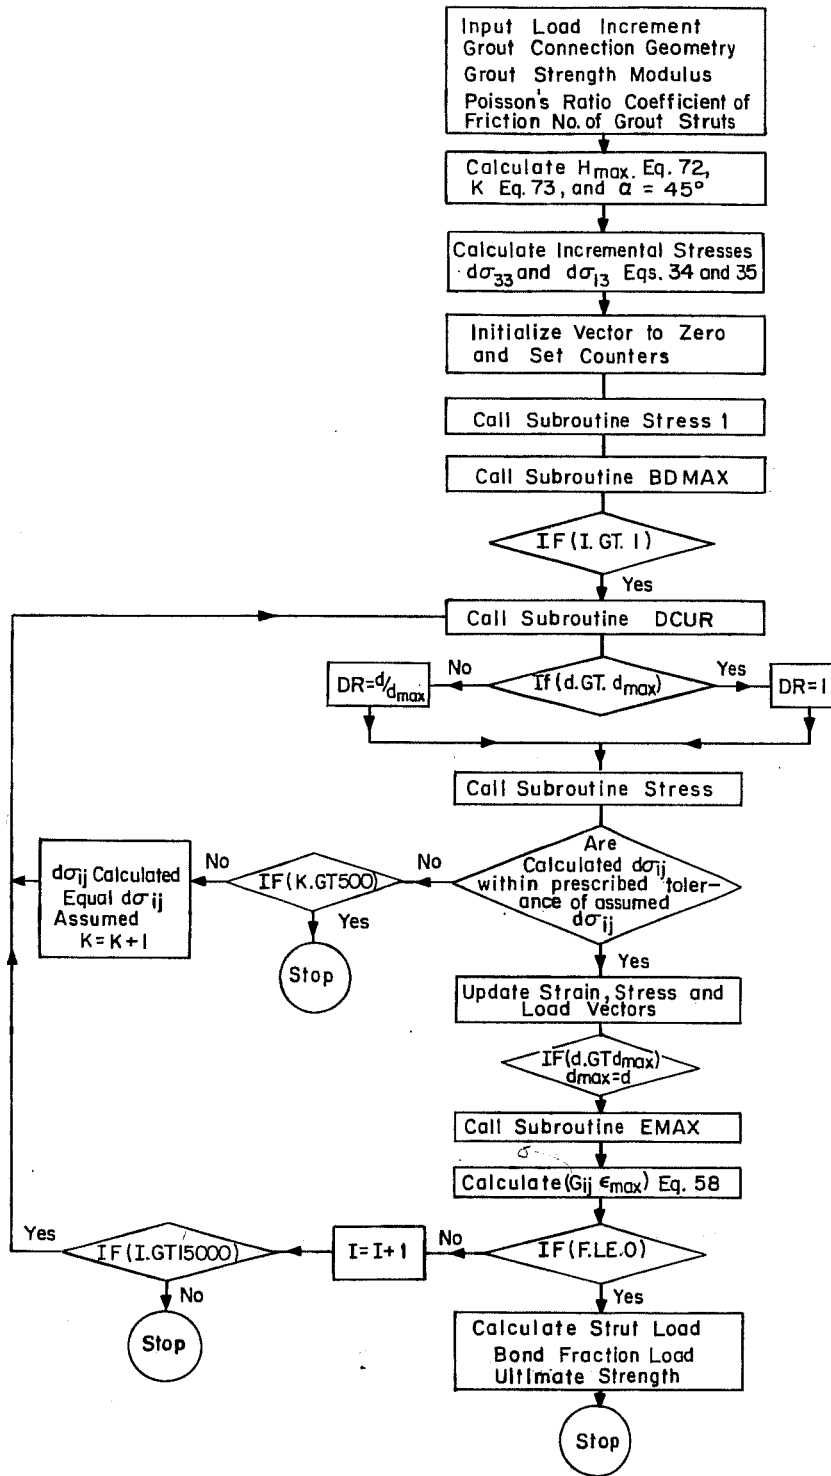 Input Load Increment
Grout Connection Geometry
Grout Strength Modulus
Poisson's Ratio Coefficient of
Friction No. of Grout Struts
Calculate Hmax. Eq. 72,
K Eq. 73, and α = 45°
Calculate Incremental Stresses
dσ33 and dσ13 Eqs. 34 and 35
Initialize Vector to Zero
and Set Counters
Call Subroutine Stress 1
Call Subroutine BDMAX
IF (I. GT. 1)
Yes
Call Subroutine DCUR
If (d.GT. dmax)
No
Yes
DR=d/dmax
DR=1
Call Subroutine Stress
Are
Calculated dσij
within prescribed toler-
ance of assumed
dσij
No
IF(K.GT500)
No
Yes
Stop
dσij Calculated
Equal dσij
Assumed
K=K+1
Yes
Update Strain, Stress and
Load Vectors
IF(d.GTdmax)
dmax=d
Call Subroutine EMAX
σ
Calculate (Gij ϵmax) Eq. 58
IF(F.LE.0)
No
I=I+1
IF(I.GT15000)
Yes
No
Stop
Yes
Calculate Strut Load
Bond Fraction Load
Ultimate Strength
Stop